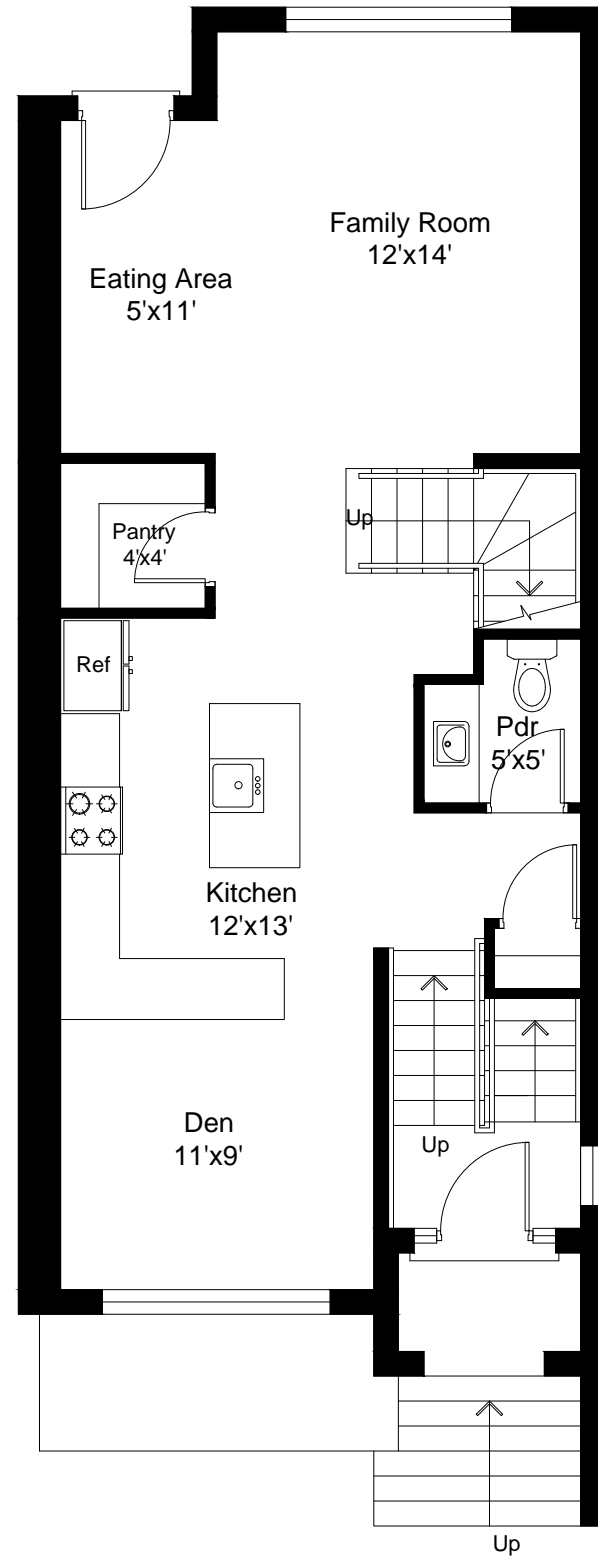 Family Room
12'x14'
Eating Area
5'x11'
Up
Pantry
4'x4'
Ref
Pdr
5'x5'
Kitchen
12'x13'
Den
11'x9'
Up
Up